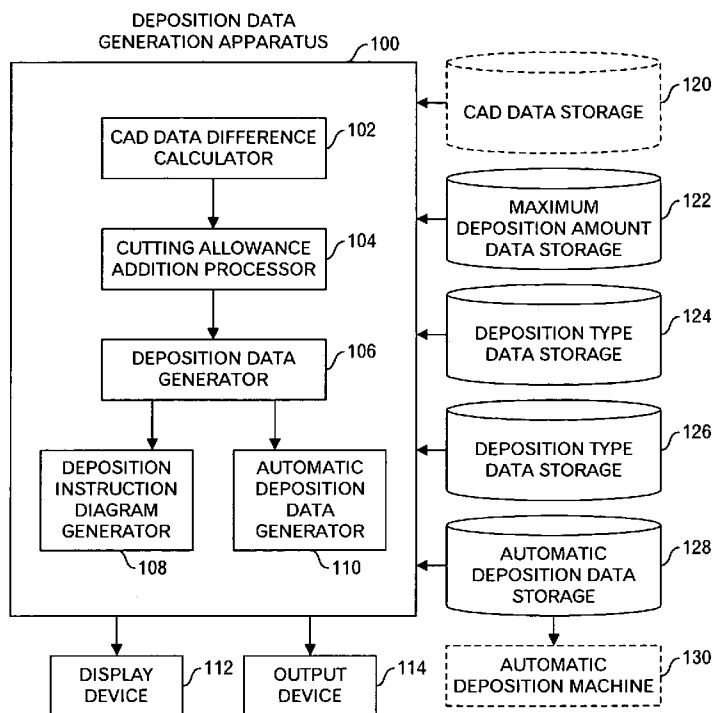 DEPOSITION DATA
GENERATION APPARATUS
100
CAD DATA DIFFERENCE
CALCULATOR
102
CUTTING ALLOWANCE
ADDITION PROCESSOR
104
DEPOSITION DATA
GENERATOR
106
DEPOSITION
INSTRUCTION
DIAGRAM
GENERATOR
108
AUTOMATIC
DEPOSITION
DATA
GENERATOR
110
DISPLAY
DEVICE
112
OUTPUT
DEVICE
114
CAD DATA STORAGE
120
MAXIMUM
DEPOSITION AMOUNT
DATA STORAGE
122
DEPOSITION TYPE
DATA STORAGE
124
DEPOSITION TYPE
DATA STORAGE
126
AUTOMATIC
DEPOSITION DATA
STORAGE
128
AUTOMATIC
DEPOSITION MACHINE
130